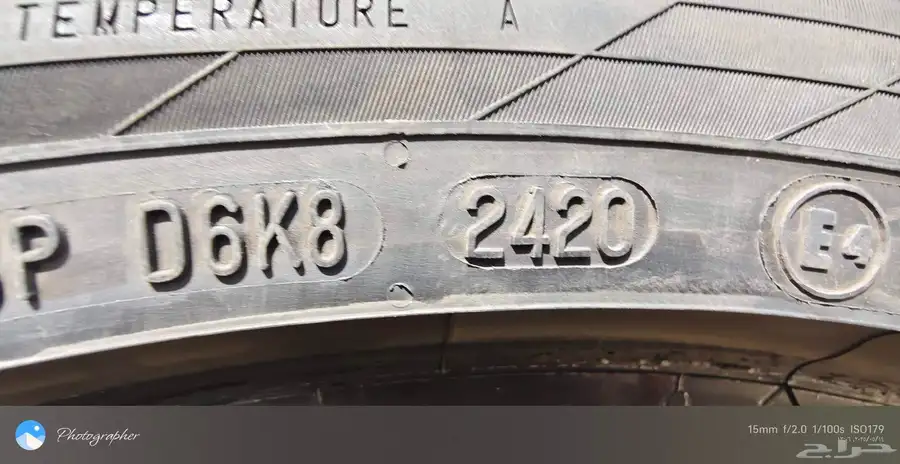 TEMPERATURE A
P D6K8 2420 E4
Photographer
15mm f/2.0 1/100s ISO179
حراج